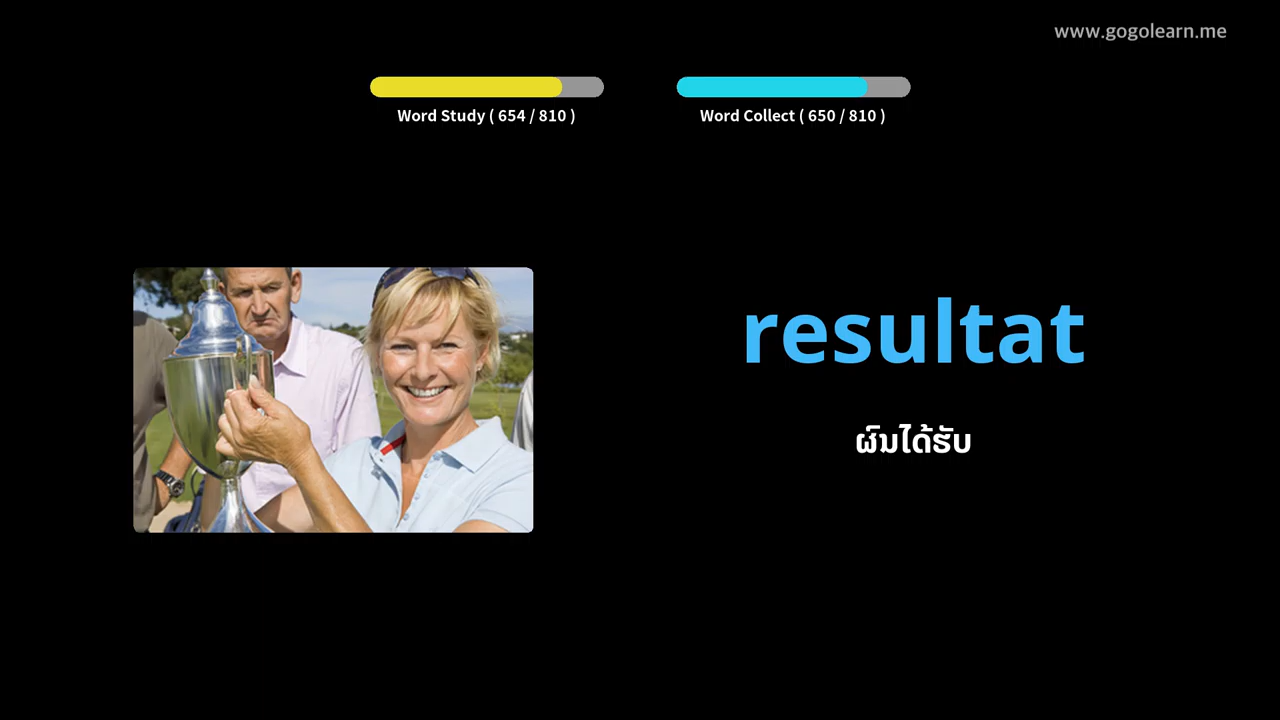 www.gogolearn.me
Word Study ( 654 / 810 )
Word Collect ( 650 / 810 )
resultat
ຜົນໄດ້ຮັບ